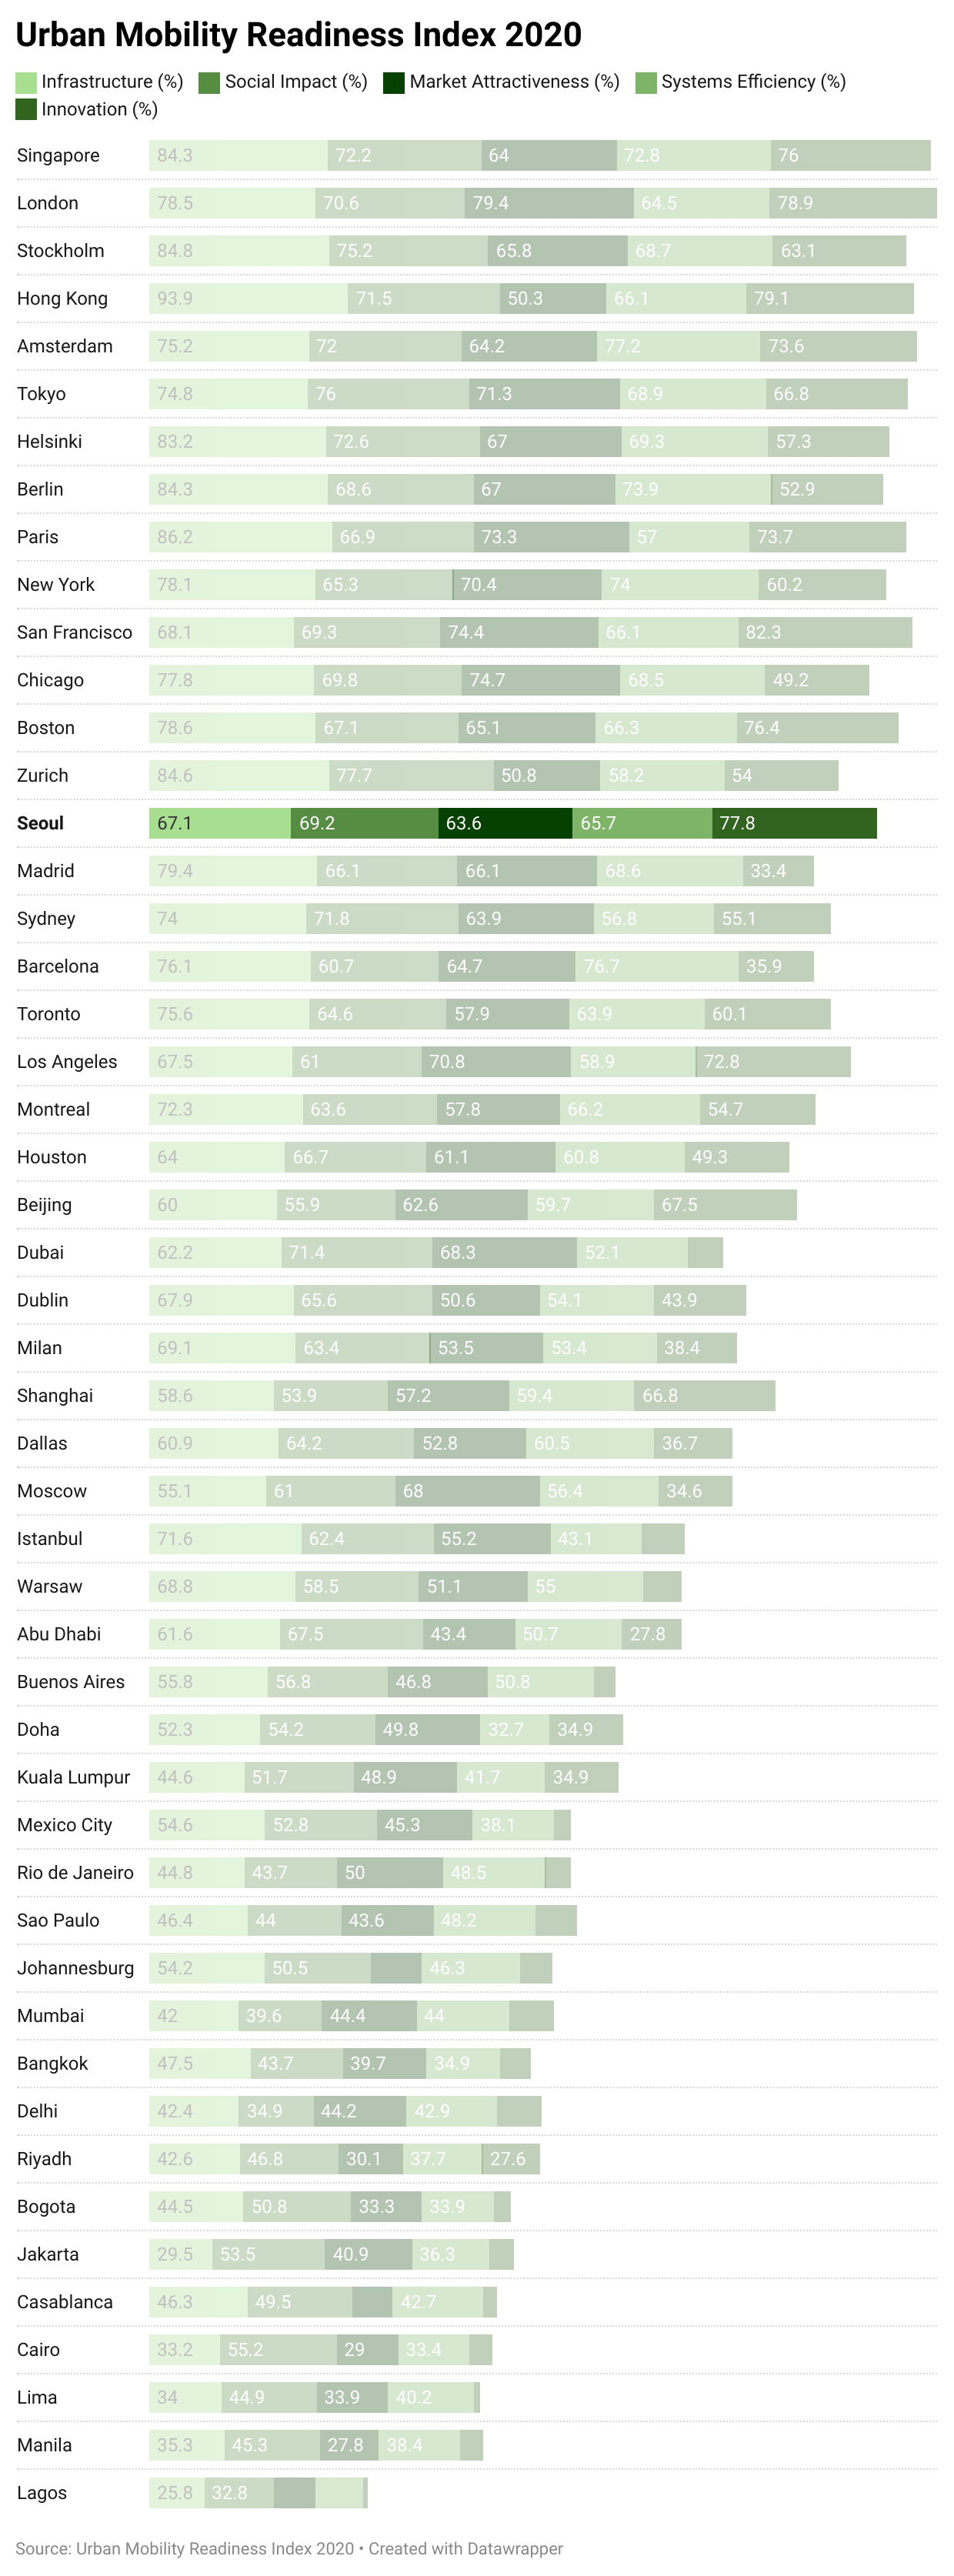 Urban Mobility Readiness Index 2020
Infrastructure (%) Social Impact (%) Market Attractiveness (%) Systems Efficiency (%)
Innovation (%)
Singapore 84.3 72.2 64 72.8 76
London 78.5 70.6 79.4 64.5 78.9
Stockholm 84.8 75.2 65.8 68.7 63.1
Hong Kong 93.9 71.5 50.3 66.1 79.1
Amsterdam 75.2 72 64.2 77.2 73.6
Tokyo 74.8 76 71.3 68.9 66.8
Helsinki 83.2 72.6 67 69.3 57.3
Berlin 84.3 68.6 67 73.9 52.9
Paris 86.2 66.9 73.3 57 73.7
New York 78.1 65.3 70.4 74 60.2
San Francisco 68.1 69.3 74.4 66.1 82.3
Chicago 77.8 69.8 74.7 68.5 49.2
Boston 78.6 67.1 65.1 66.3 76.4
Zurich 84.6 77.7 50.8 58.2 54
Seoul 67.1 69.2 63.6 65.7 77.8
Madrid 79.4 66.1 66.1 68.6 33.4
Sydney 74 71.8 63.9 56.8 55.1
Barcelona 76.1 60.7 64.7 76.7 35.9
Toronto 75.6 64.6 57.9 63.9 60.1
Los Angeles 67.5 61 70.8 58.9 72.8
Montreal 72.3 63.6 57.8 66.2 54.7
Houston 64 66.7 61.1 60.8 49.3
Beijing 60 55.9 62.6 59.7 67.5
Dubai 62.2 71.4 68.3 52.1
Dublin 67.9 65.6 50.6 54.1 43.9
Milan 69.1 63.4 53.5 53.4 38.4
Shanghai 58.6 53.9 57.2 59.4 66.8
Dallas 60.9 64.2 52.8 60.5 36.7
Moscow 55.1 61 68 56.4 34.6
Istanbul 71.6 62.4 55.2 43.1
Warsaw 68.8 58.5 51.1 55
Abu Dhabi 61.6 67.5 43.4 50.7 27.8
Buenos Aires 55.8 56.8 46.8 50.8
Doha 52.3 54.2 49.8 32.7 34.9
Kuala Lumpur 44.6 51.7 48.9 41.7 34.9
Mexico City 54.6 52.8 45.3 38.1
Rio de Janeiro 44.8 43.7 50 48.5
Sao Paulo 46.4 44 43.6 48.2
Johannesburg 54.2 50.5 46.3
Mumbai 42 39.6 44.4 44
Bangkok 47.5 43.7 39.7 34.9
Delhi 42.4 34.9 44.2 42.9
Riyadh 42.6 46.8 30.1 37.7 27.6
Bogota 44.5 50.8 33.3 33.9
Jakarta 29.5 53.5 40.9 36.3
Casablanca 46.3 49.5 42.7
Cairo 33.2 55.2 29 33.4
Lima 34 44.9 33.9 40.2
Manila 35.3 45.3 27.8 38.4
Lagos 25.8 32.8
Source: Urban Mobility Readiness Index 2020 • Created with Datawrapper